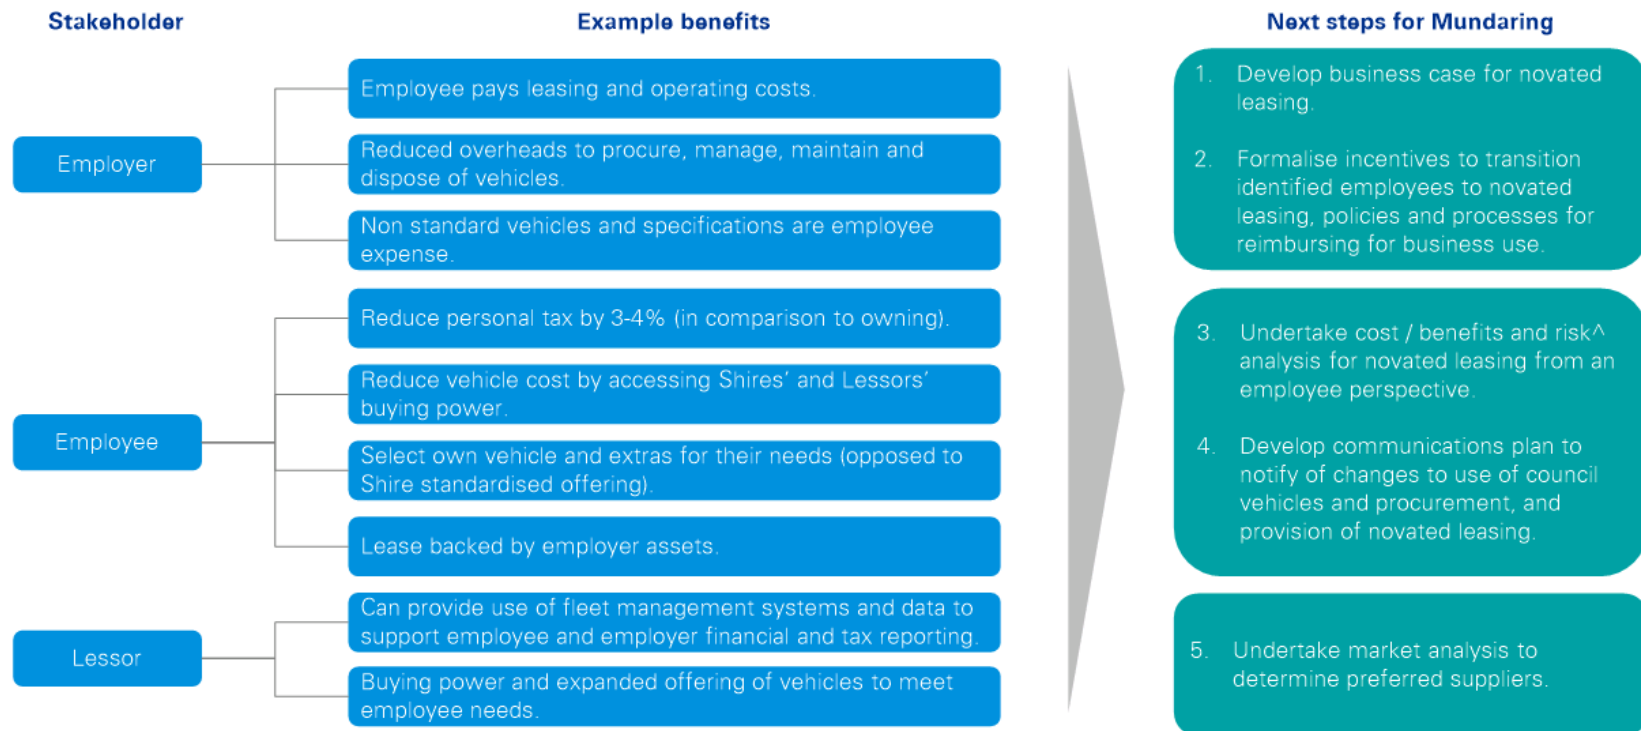 Stakeholder
Example benefits
Next steps for Mundaring
Employer
Employee pays leasing and operating costs.
Reduced overheads to procure, manage, maintain and
dispose of vehicles.
Non standard vehicles and specifications are employee
expense.
1. Develop business case for novated
leasing.
2. Formalise incentives to transition
identified employees to novated
leasing, policies and processes for
reimbursing for business use.
Employee
Reduce personal tax by 3-4% (in comparison to owning).
Reduce vehicle cost by accessing Shires’ and Lessors’
buying power.
Select own vehicle and extras for their needs (opposed to
Shire standardised offering).
Lease backed by employer assets.
3. Undertake cost / benefits and risk^
analysis for novated leasing from an
employee perspective.
4. Develop communications plan to
notify of changes to use of council
vehicles and procurement, and
provision of novated leasing.
Lessor
Can provide use of fleet management systems and data to
support employee and employer financial and tax reporting.
Buying power and expanded offering of vehicles to meet
employee needs.
5. Undertake market analysis to
determine preferred suppliers.